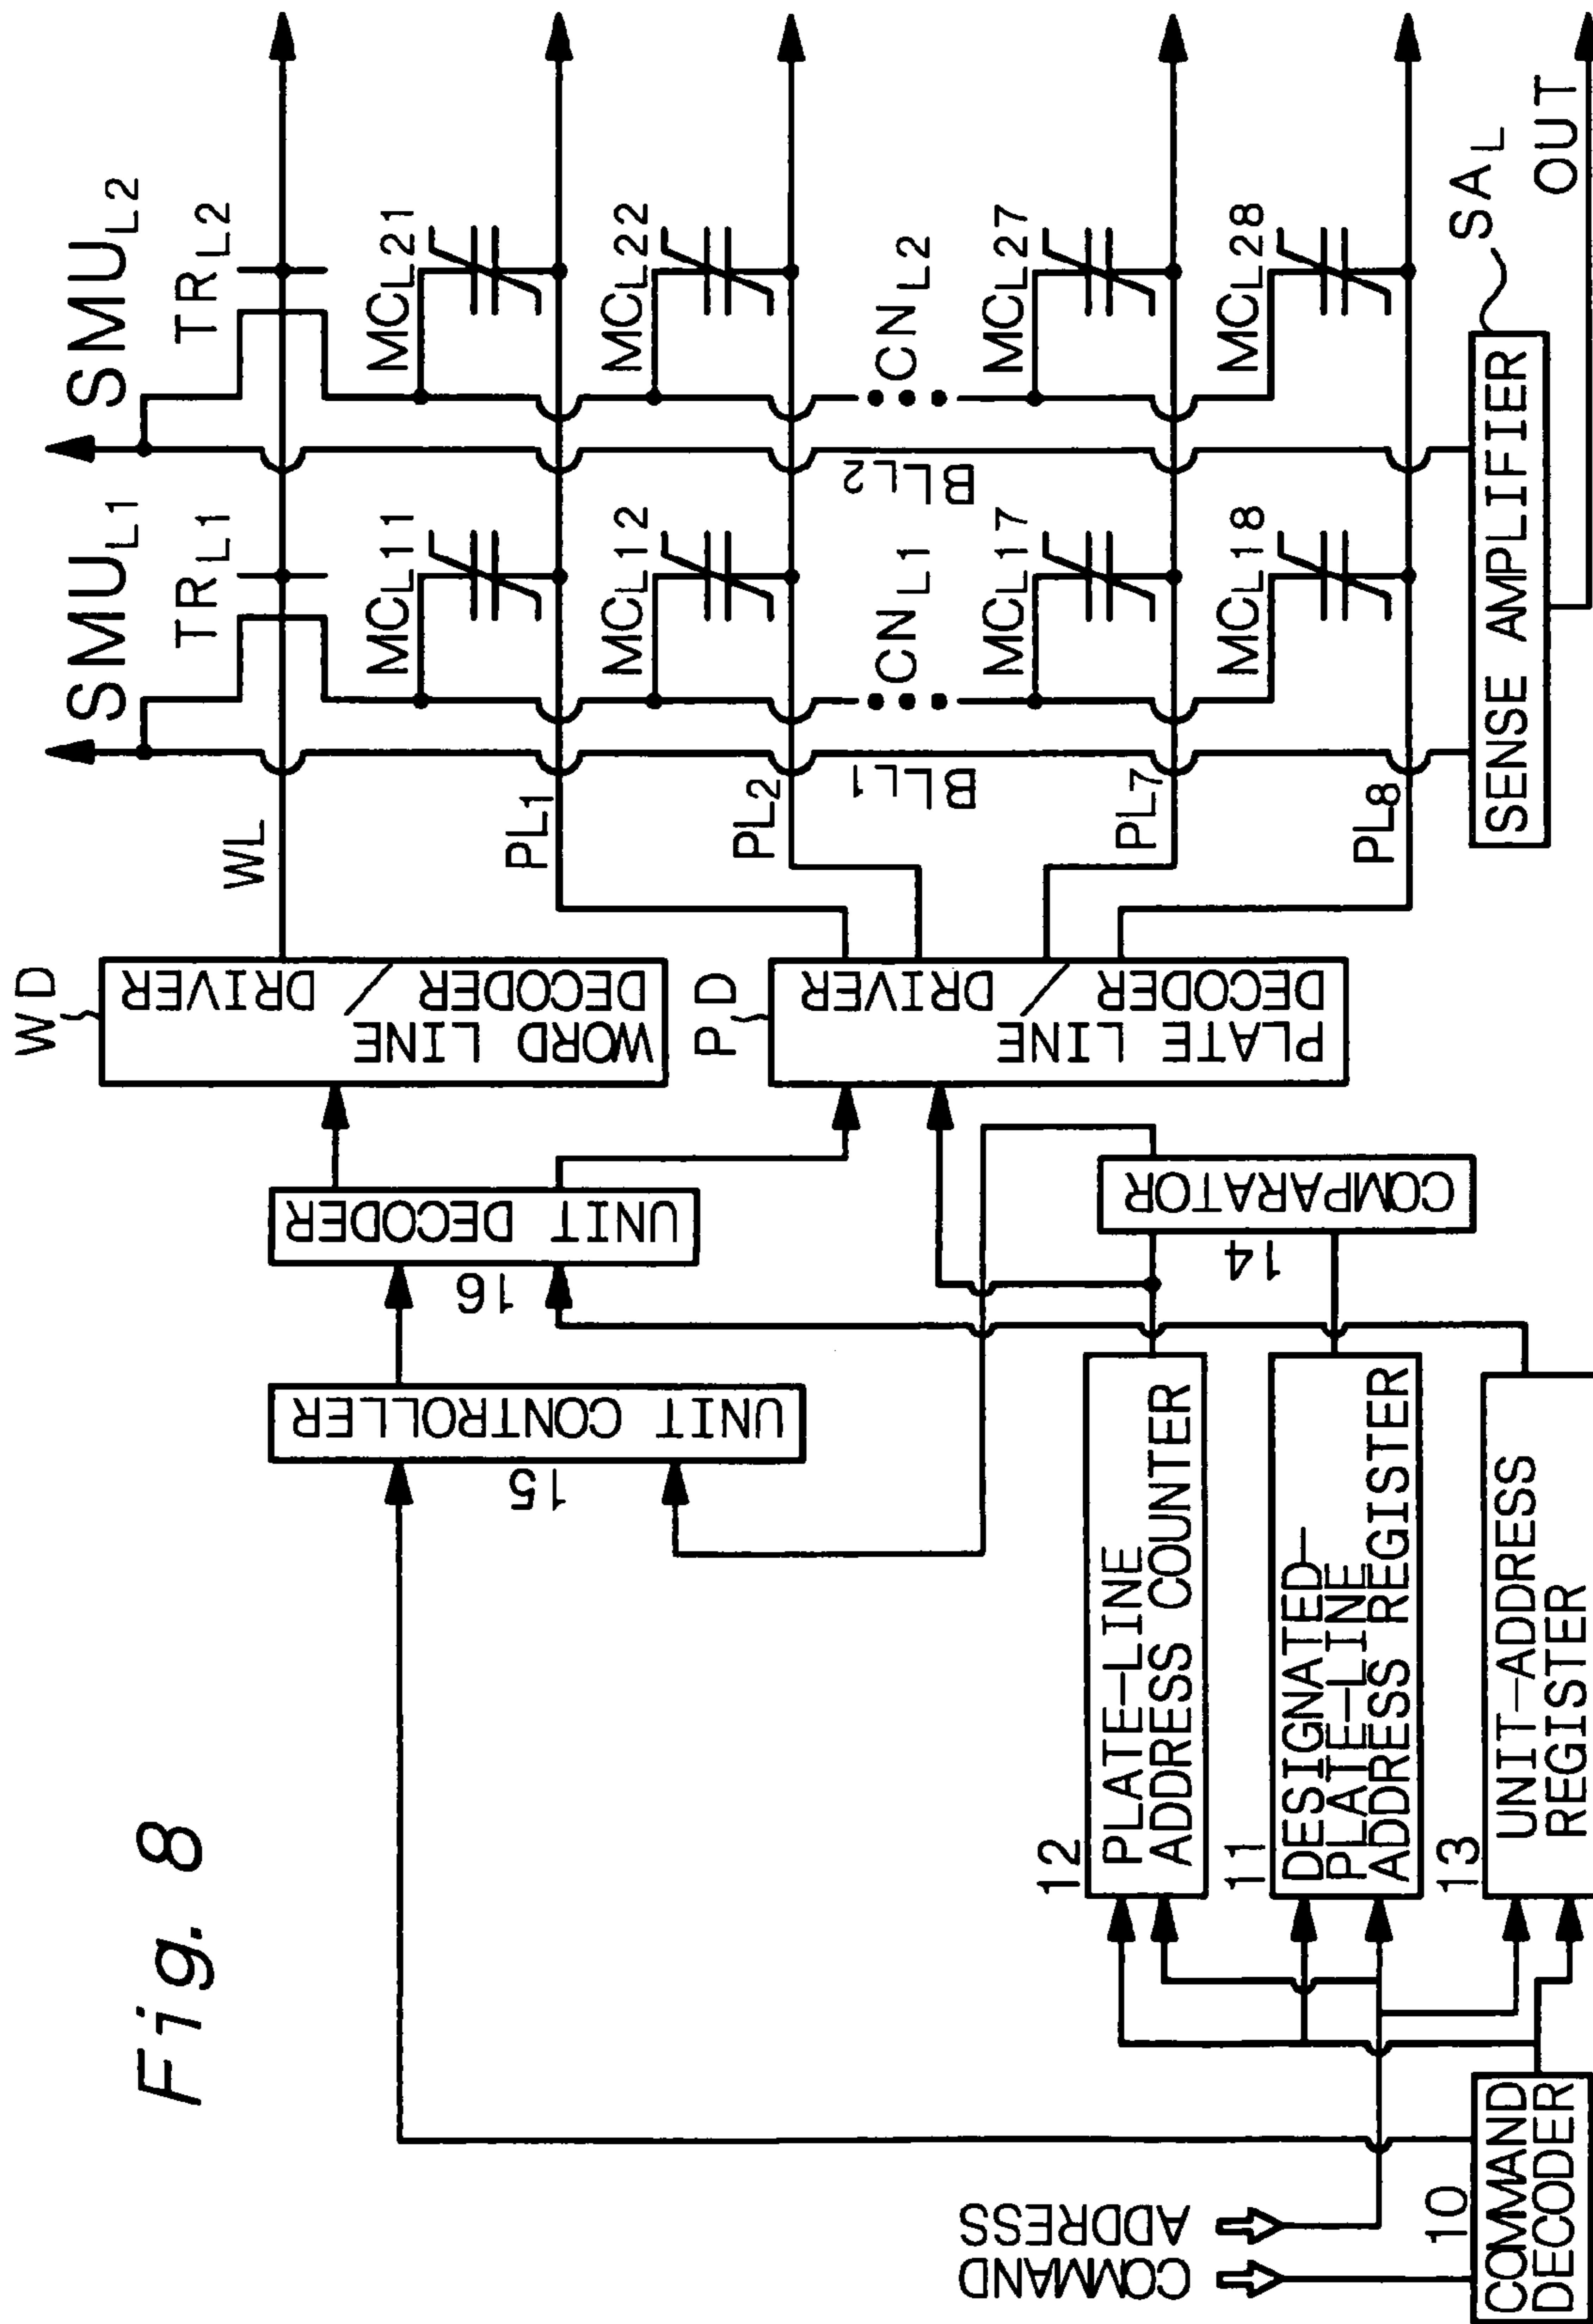 Fig. 8
COMMAND
ADDRESS
10
COMMAND
DECODER
12
PLATE-LINE
ADDRESS COUNTER
11
DESIGNATED-
PLATE-LINE
ADDRESS REGISTER
13
UNIT-ADDRESS
REGISTER
14
COMPARATOR
15
UNIT CONTROLLER
16
UNIT DECODER
WD
WORD LINE
DECODER / DRIVER
PD
PLATE LINE
DECODER / DRIVER
WL
PL1
PL2
PL7
PL8
SMUL1
SMUL2
TRL1
TRL2
MCL11
MCL21
MCL12
MCL22
BLL1
CNL1
BLL2
CNL2
MCL17
MCL27
MCL18
MCL28
SENSE AMPLIFIER
SAL
OUT